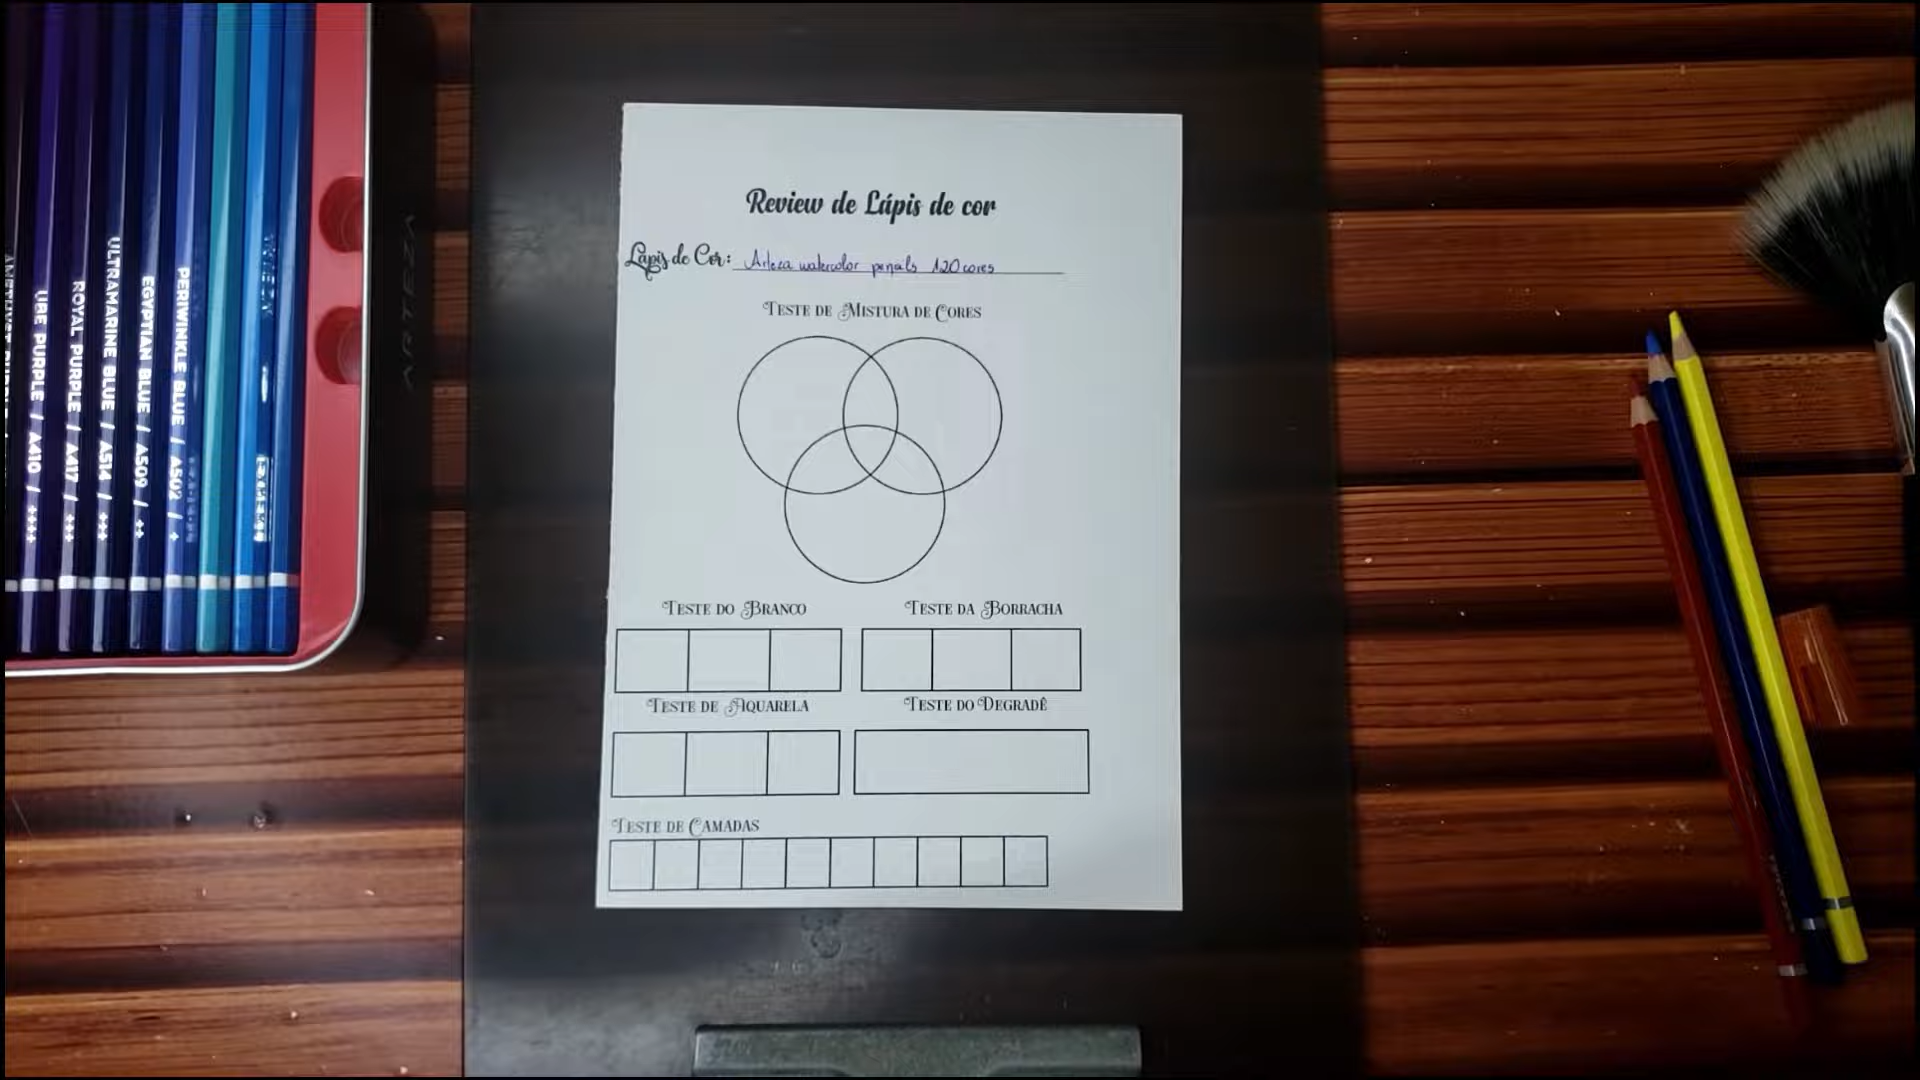 Review de Lápis de cor
Lápis de Cor: Arteza watercolor pencils 120 cores
TESTE DE MISTURA DE CORES
TESTE DO BRANCO
TESTE DA BORRACHA
TESTE DE AQUARELA
TESTE DO DEGRADÊ
TESTE DE CAMADAS
PURPLE / A410 / ++++
ROYAL PURPLE / A417 / +++
ULTRAMARINE BLUE / A514 / +++
EGYPTIAN BLUE / A509 / ++
PERIWINKLE BLUE / A502 / +
ARTEZA